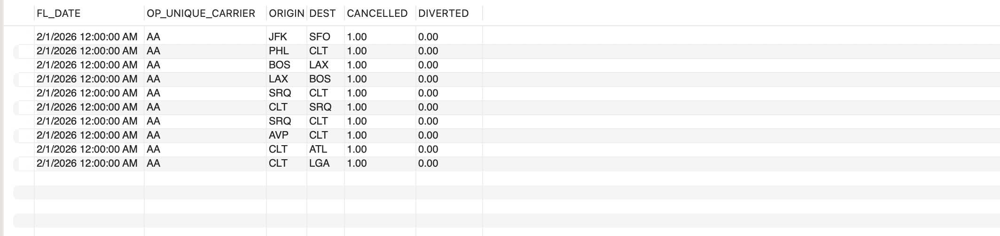 FL_DATE OP_UNIQUE_CARRIER ORIGIN DEST CANCELLED DIVERTED
2/1/2026 12:00:00 AM AA JFK SFO 1.00 0.00
2/1/2026 12:00:00 AM AA PHL CLT 1.00 0.00
2/1/2026 12:00:00 AM AA BOS LAX 1.00 0.00
2/1/2026 12:00:00 AM AA LAX BOS 1.00 0.00
2/1/2026 12:00:00 AM AA SRQ CLT 1.00 0.00
2/1/2026 12:00:00 AM AA CLT SRQ 1.00 0.00
2/1/2026 12:00:00 AM AA SRQ CLT 1.00 0.00
2/1/2026 12:00:00 AM AA AVP CLT 1.00 0.00
2/1/2026 12:00:00 AM AA CLT ATL 1.00 0.00
2/1/2026 12:00:00 AM AA CLT LGA 1.00 0.00